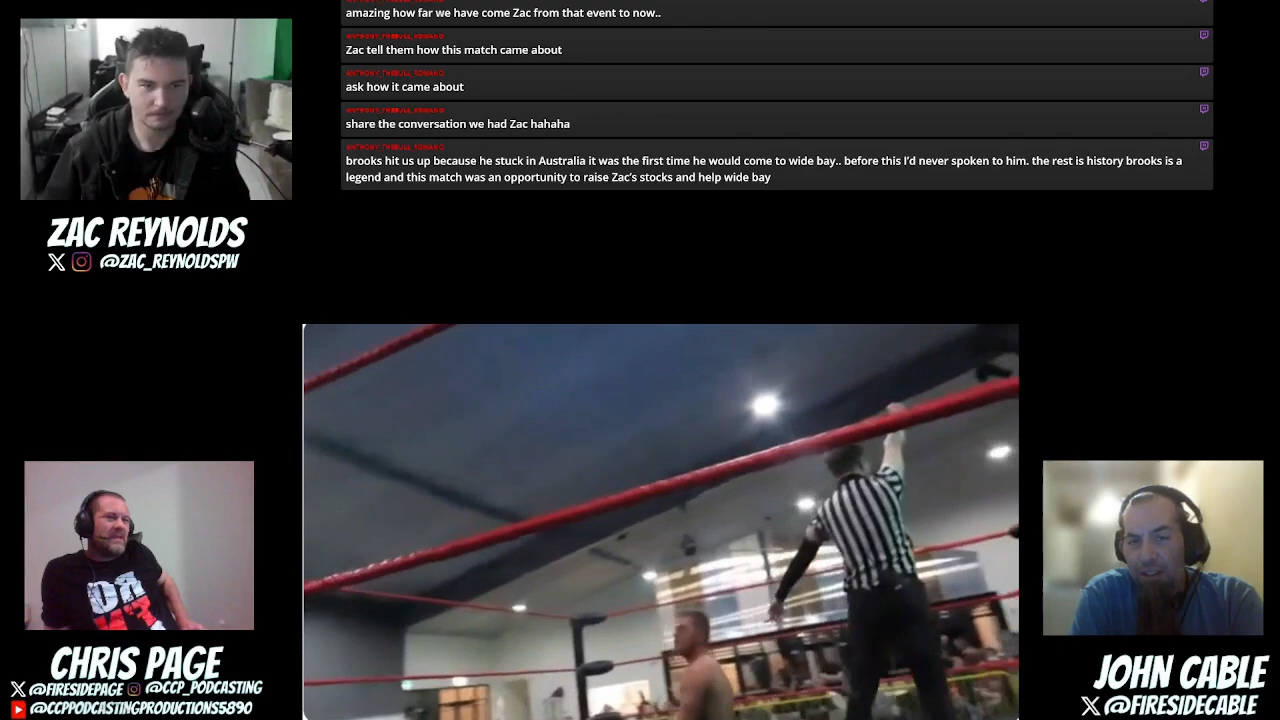 amazing how far we have come Zac from that event to now..
ANTHONY_THEBULL_ROMANO
Zac tell them how this match came about
ANTHONY_THEBULL_ROMANO
ask how it came about
ANTHONY_THEBULL_ROMANO
share the conversation we had Zac hahaha
ANTHONY_THEBULL_ROMANO
brooks hit us up because he stuck in Australia it was the first time he would come to wide bay.. before this I'd never spoken to him. the rest is history brooks is a
legend and this match was an opportunity to raise Zac's stocks and help wide bay
ZAC REYNOLDS
@ZAC_REYNOLDSPW
CHRIS PAGE
@FIRESIDEPAGE @CCP_PODCASTING
@CCPPODCASTINGPRODUCTIONS5890
JOHN CABLE
@FIRESIDECABLE